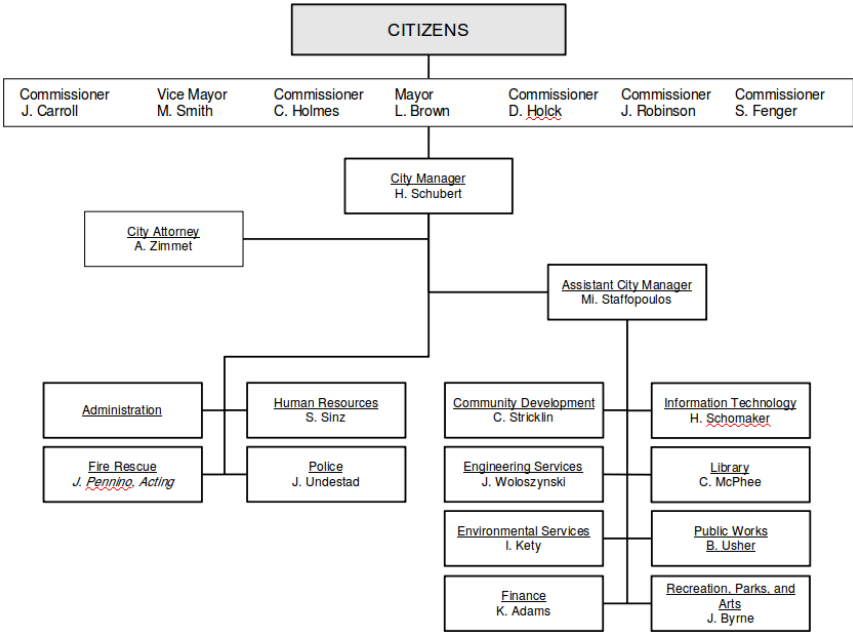 CITIZENS
Commissioner Vice Mayor Commissioner Mayor Commissioner Commissioner Commissioner
J. Carroll M. Smith C. Holmes L. Brown D. Holck J. Robinson S. Fenger
City Manager
H. Schubert
City Attorney
A. Zimmet
Assistant City Manager
Mi. Staffopoulos
Administration
Human Resources
S. Sinz
Community Development
C. Stricklin
Information Technology
H. Schomaker
Fire Rescue
J. Pennino, Acting
Police
J. Undestad
Engineering Services
J. Woloszynski
Library
C. McPhee
Environmental Services
I. Kety
Public Works
B. Usher
Finance
K. Adams
Recreation, Parks, and
Arts
J. Byrne